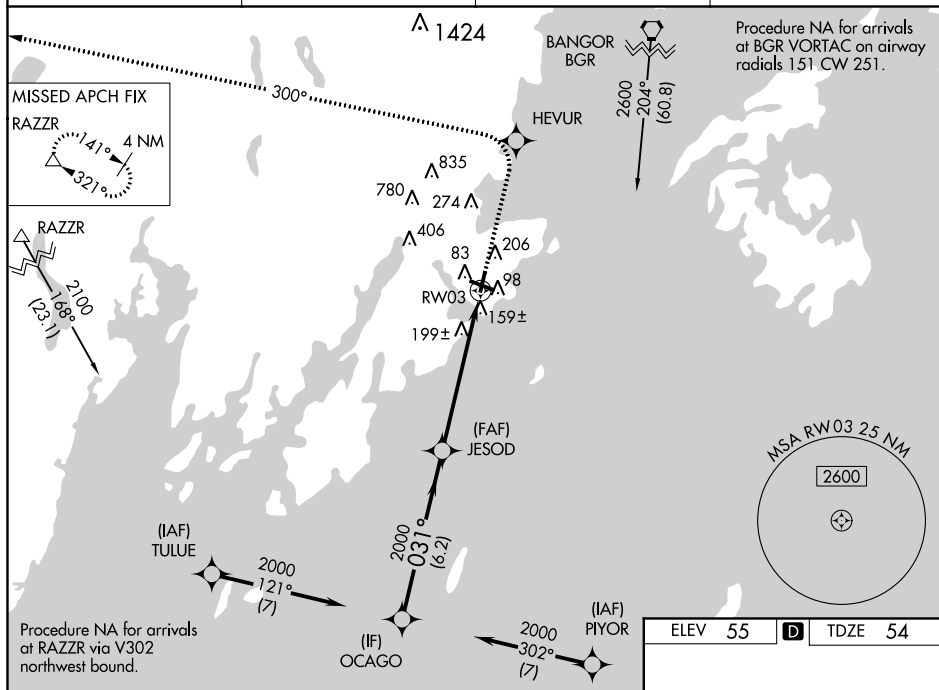 1424
BANGOR
BGR
Procedure NA for arrivals
at BGR VORTAC on airway
radials 151 CW 251.
2600
204°
(60.8)
300°
HEVUR
MISSED APCH FIX
RAZZR
4 NM
141°
321°
835
780
274
406
206
83
98
RW03
159±
199±
RAZZR
2100
168°
(23.1)
(FAF)
JESOD
MSA RW03 25 NM
2600
2000
031°
(6.2)
(IAF)
TULUE
2000
121°
(7)
(IF)
OCAGO
2000
302°
(7)
(IAF)
PIYOR
Procedure NA for arrivals
at RAZZR via V302
northwest bound.
ELEV 55 D TDZE 54